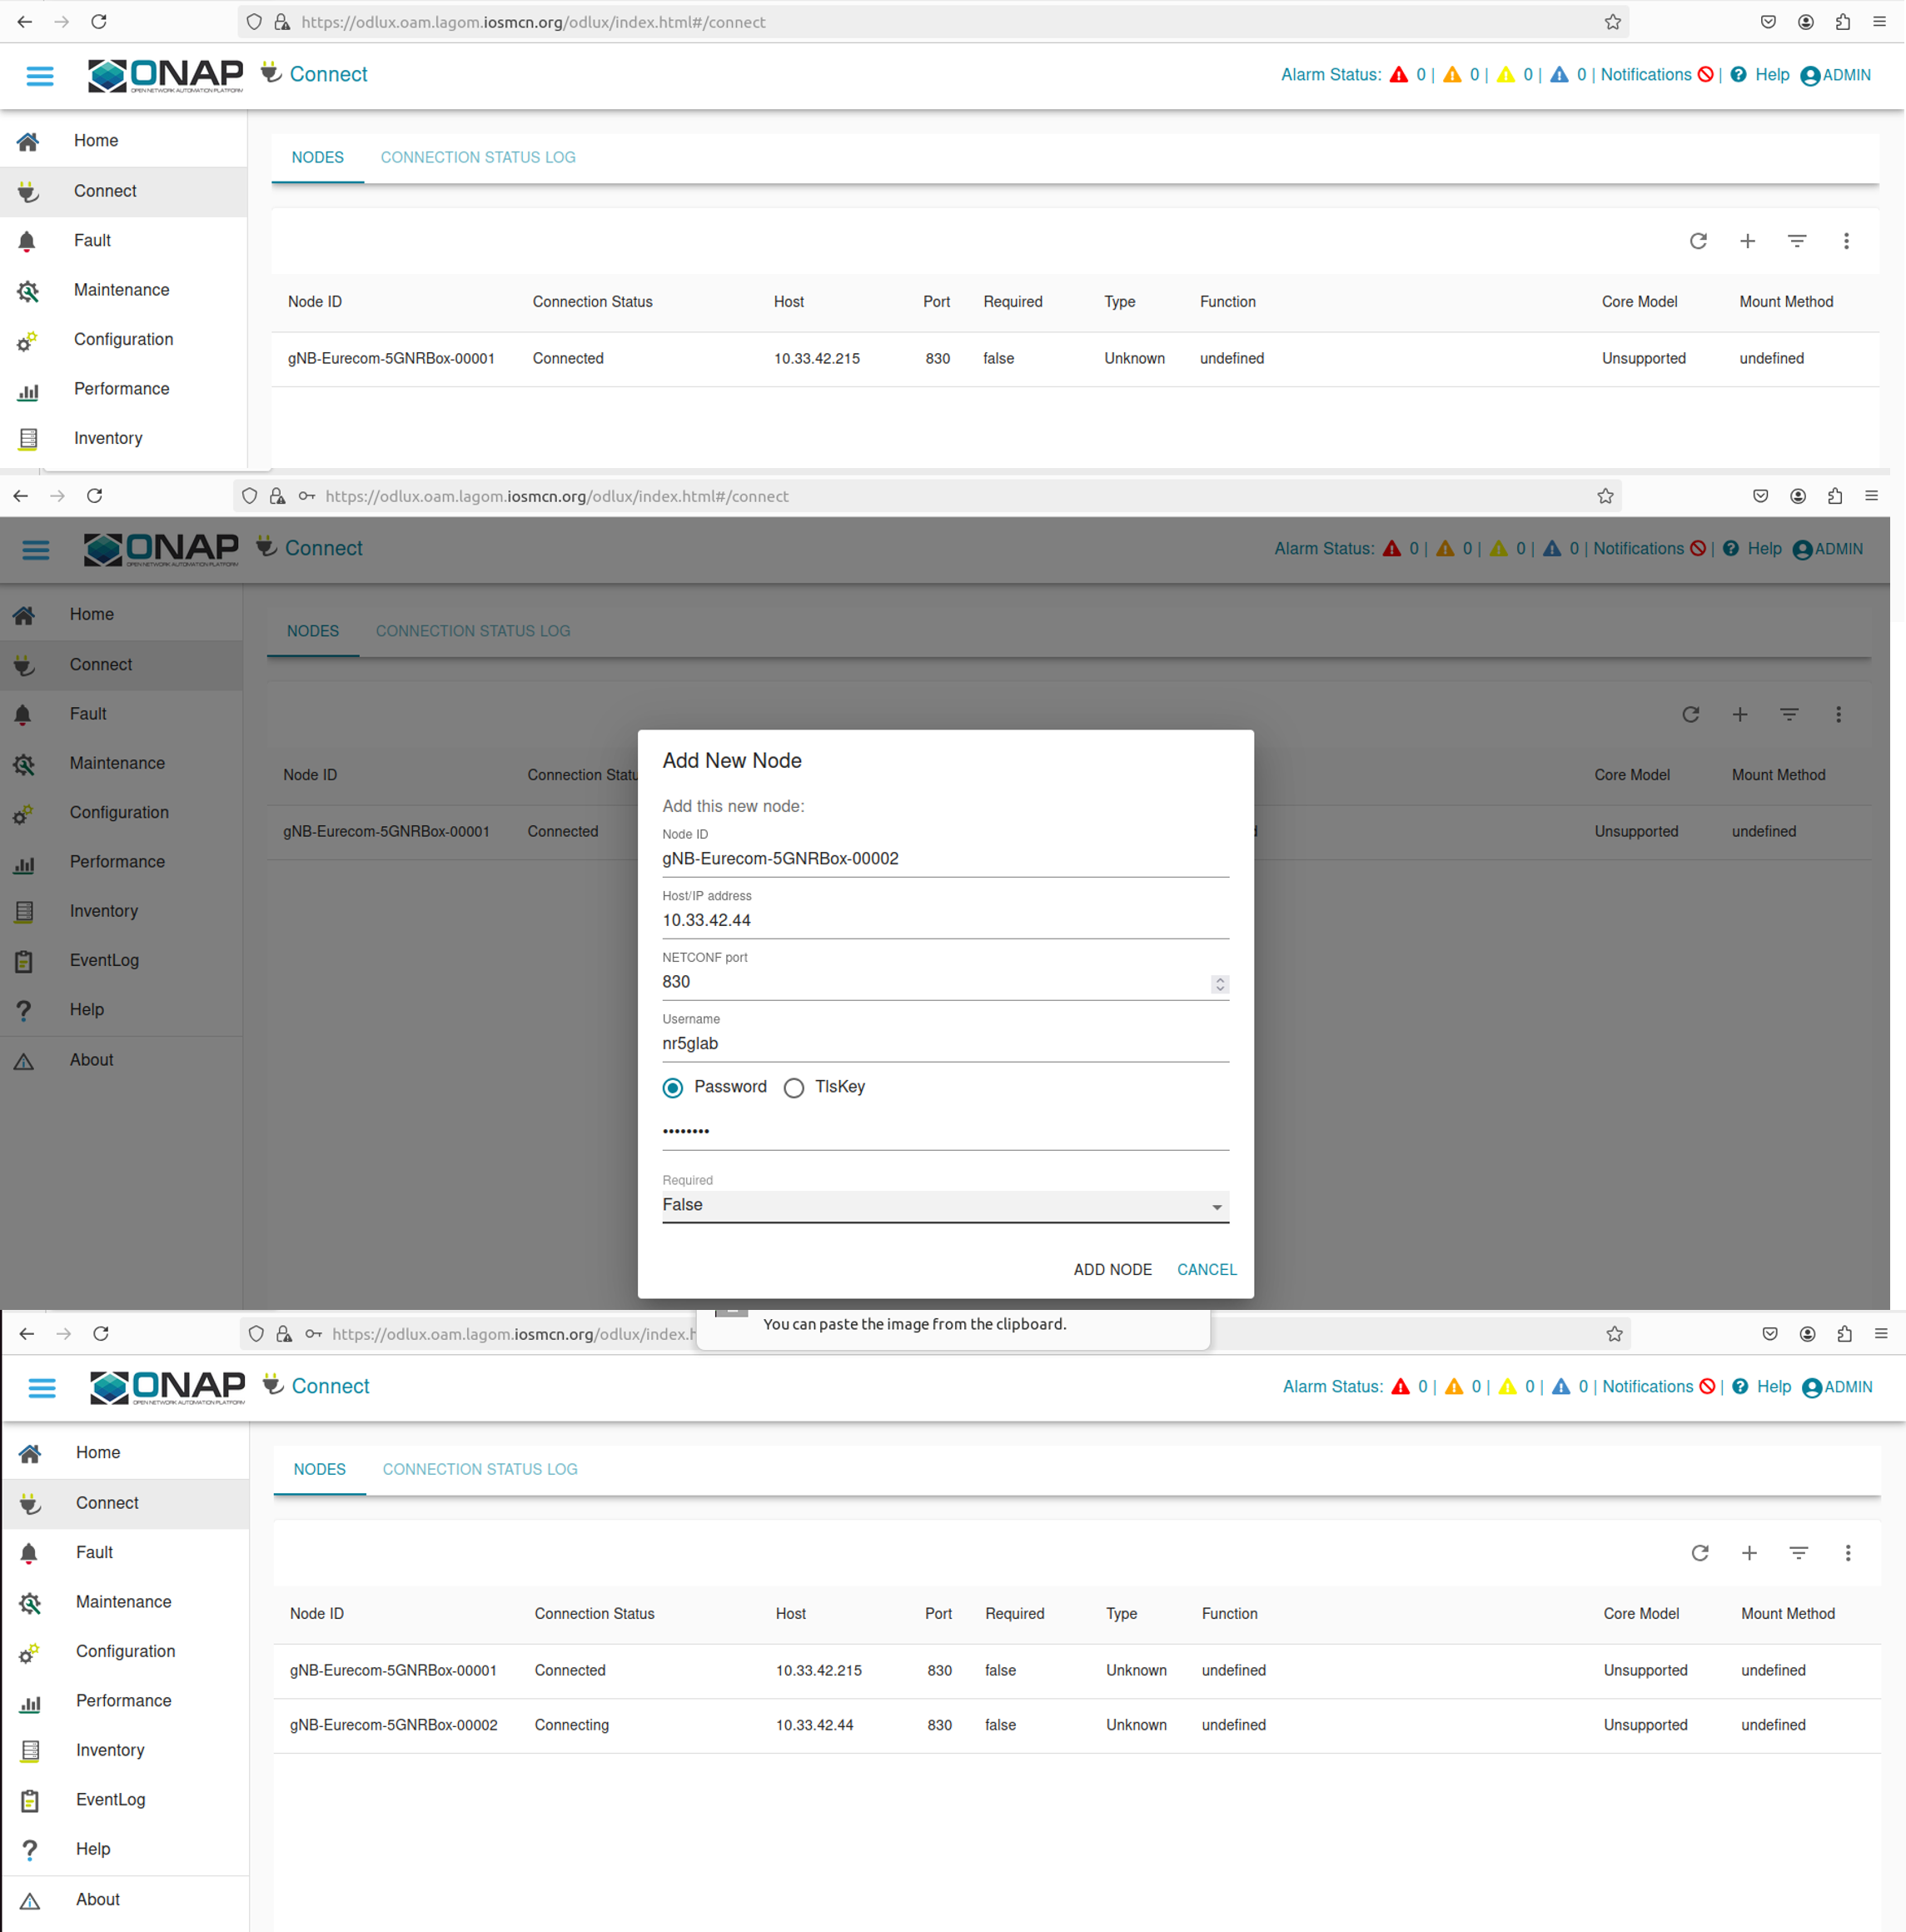 https://odlux.oam.lagom.iosmcn.org/odlux/index.html#/connect
ONAP Connect Alarm Status: 0 | 0 | 0 | 0 | Notifications | Help ADMIN
OPEN NETWORK AUTOMATION PLATFORM
Home
NODES CONNECTION STATUS LOG
Connect
Fault
Maintenance
Node ID Connection Status Host Port Required Type Function Core Model Mount Method
Configuration
gNB-Eurecom-5GNRBox-00001 Connected 10.33.42.215 830 false Unknown undefined Unsupported undefined
Performance
Inventory
https://odlux.oam.lagom.iosmcn.org/odlux/index.html#/connect
ONAP Connect Alarm Status: 0 | 0 | 0 | 0 | Notifications | Help ADMIN
OPEN NETWORK AUTOMATION PLATFORM
Home
NODES CONNECTION STATUS LOG
Connect
Fault
Maintenance
Node ID Connection Statu Core Model Mount Method
Configuration
gNB-Eurecom-5GNRBox-00001 Connected Unsupported undefined
Performance
Inventory
EventLog
Help
About
Add New Node
Add this new node:
Node ID
gNB-Eurecom-5GNRBox-00002
Host/IP address
10.33.42.44
NETCONF port
830
Username
nr5glab
Password TlsKey
••••••••
Required
False
ADD NODE CANCEL
You can paste the image from the clipboard.
https://odlux.oam.lagom.iosmcn.org/odlux/index.h
ONAP Connect Alarm Status: 0 | 0 | 0 | 0 | Notifications | Help ADMIN
OPEN NETWORK AUTOMATION PLATFORM
Home
NODES CONNECTION STATUS LOG
Connect
Fault
Maintenance
Node ID Connection Status Host Port Required Type Function Core Model Mount Method
Configuration
gNB-Eurecom-5GNRBox-00001 Connected 10.33.42.215 830 false Unknown undefined Unsupported undefined
Performance
gNB-Eurecom-5GNRBox-00002 Connecting 10.33.42.44 830 false Unknown undefined Unsupported undefined
Inventory
EventLog
Help
About